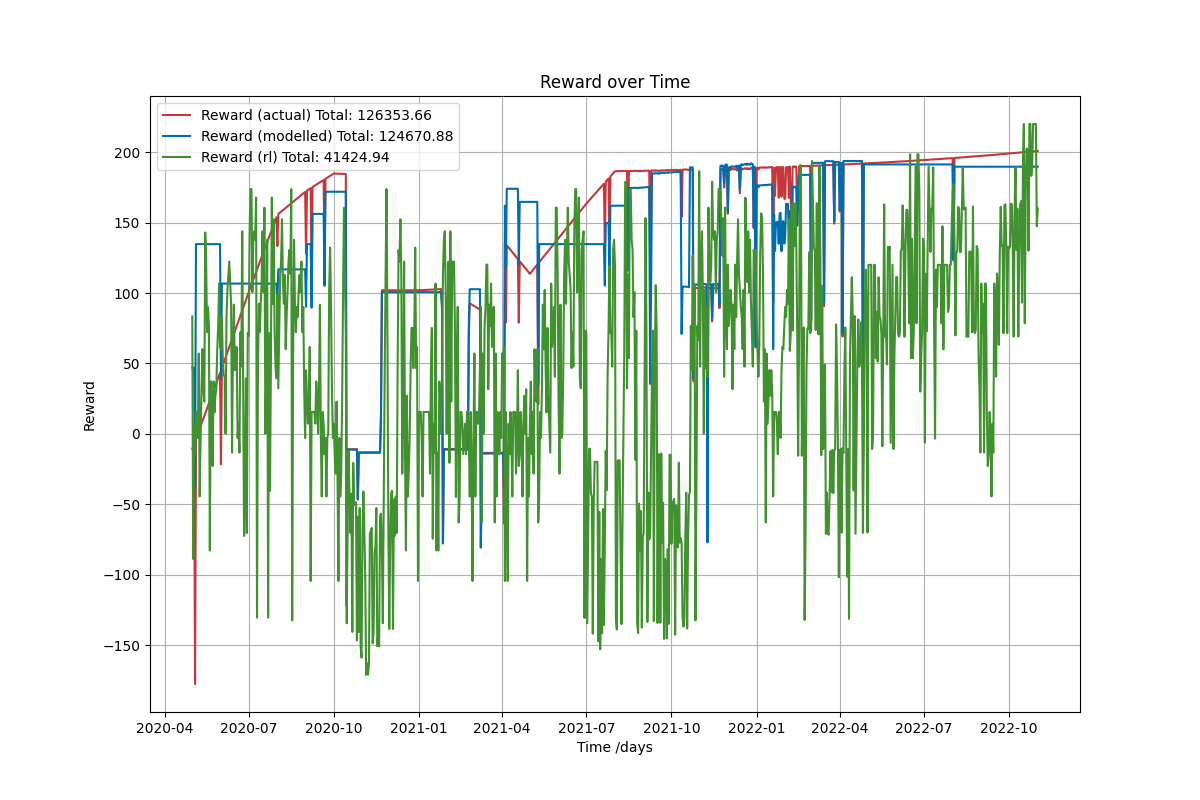 Reward over Time
Reward (actual) Total: 126353.66
Reward (modelled) Total: 124670.88
Reward (rl) Total: 41424.94
200
150
100
50
0
−50
−100
−150
Reward
2020-04 2020-07 2020-10 2021-01 2021-04 2021-07 2021-10 2022-01 2022-04 2022-07 2022-10
Time /days